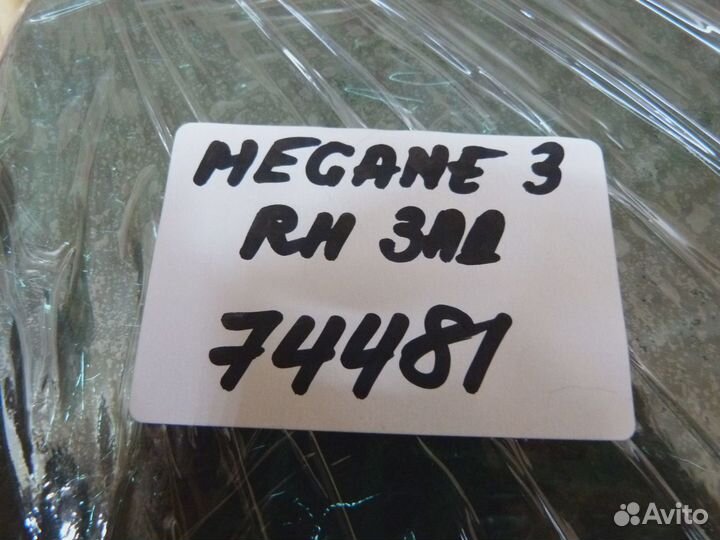 MEGANE 3
RH ЗАД
74481
Avito